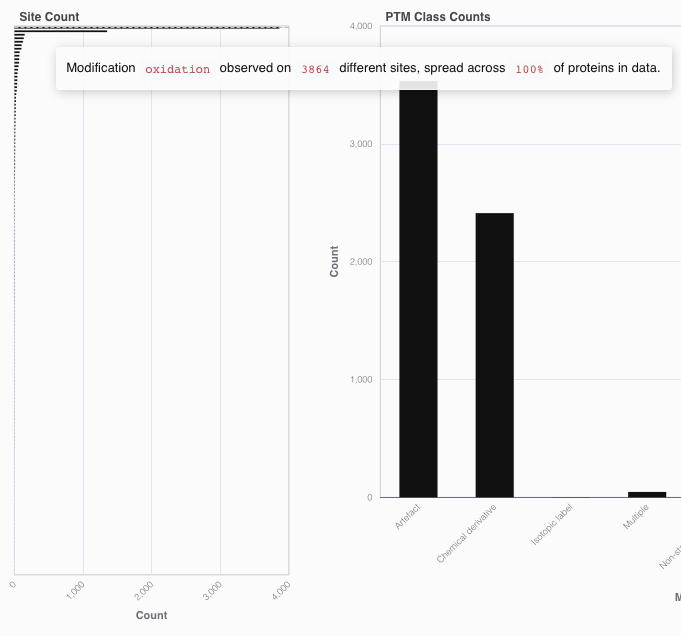 Site Count
PTM Class Counts
Modification oxidation observed on 3864 different sites, spread across 100% of proteins in data.
4,000
3,000
2,000
1,000
0
Count
Artefact
Chemical derivative
Isotopic label
Multiple
Non-sta
0
1,000
2,000
3,000
4,000
Count
M